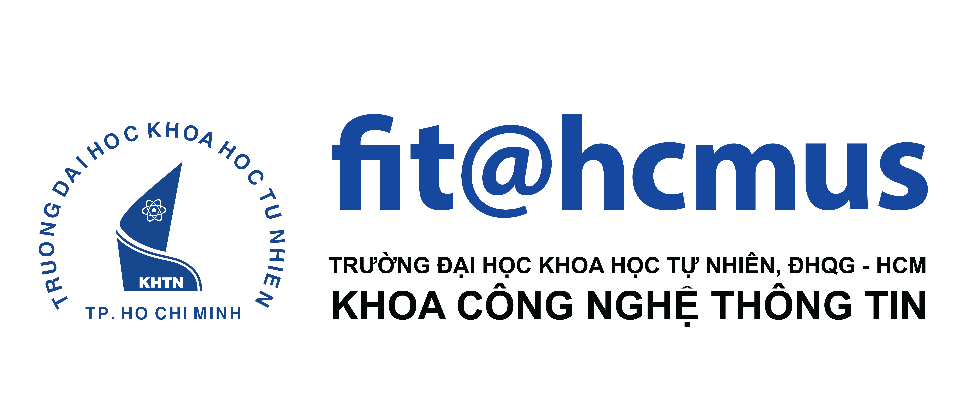 TRUONG DAI HOC KHOA HOC TU NHIEN
KHTN
TP. HO CHI MINH
fit@hcmus
TRƯỜNG ĐẠI HỌC KHOA HỌC TỰ NHIÊN, ĐHQG - HCM
KHOA CÔNG NGHỆ THÔNG TIN